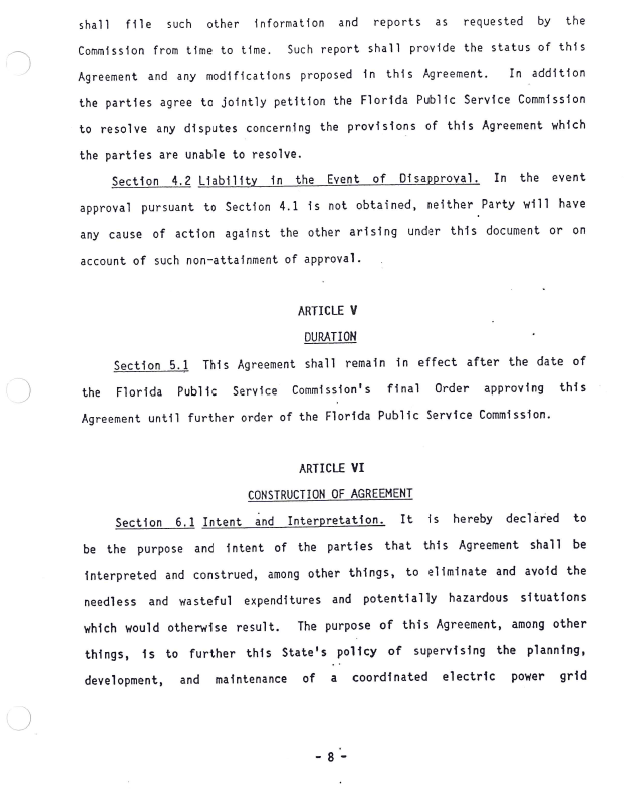 shall file such other information and reports as requested by the
Commission from time to time. Such report shall provide the status of this
Agreement and any modifications proposed in this Agreement. In addition
the parties agree to jointly petition the Florida Public Service Commission
to resolve any disputes concerning the provisions of this Agreement which
the parties are unable to resolve.
Section 4.2 Liability in the Event of Disapproval. In the event
approval pursuant to Section 4.1 is not obtained, neither Party will have
any cause of action against the other arising under this document or on
account of such non-attainment of approval.
ARTICLE V
DURATION
Section 5.1 This Agreement shall remain in effect after the date of
the Florida Public Service Commission's final Order approving this
Agreement until further order of the Florida Public Service Commission.
ARTICLE VI
CONSTRUCTION OF AGREEMENT
Section 6.1 Intent and Interpretation. It is hereby declared to
be the purpose and intent of the parties that this Agreement shall be
interpreted and construed, among other things, to eliminate and avoid the
needless and wasteful expenditures and potentially hazardous situations
which would otherwise result. The purpose of this Agreement, among other
things, is to further this State's policy of supervising the planning,
development, and maintenance of a coordinated electric power grid
- 8 -